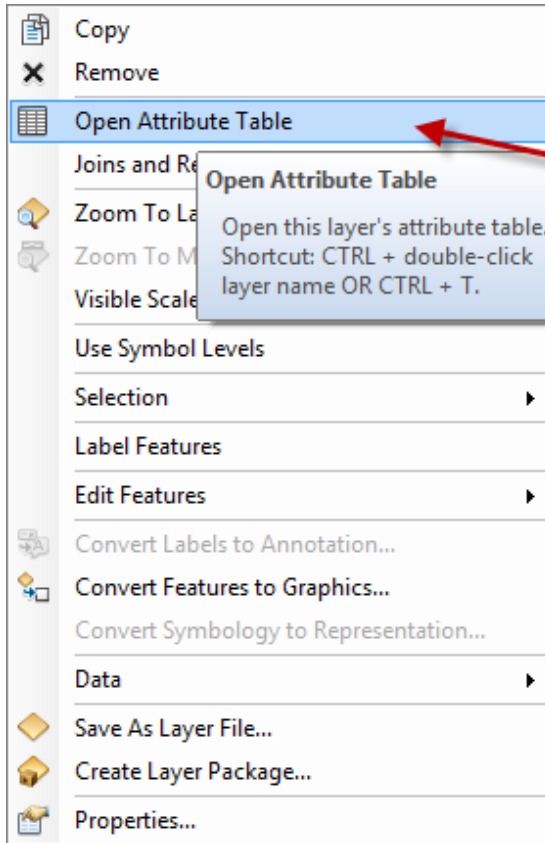 Copy
Remove
Open Attribute Table
Joins and Re
Open Attribute Table
Zoom To La
Open this layer's attribute table.
Zoom To M
Shortcut: CTRL + double-click
layer name OR CTRL + T.
Visible Scale
Use Symbol Levels
Selection
Label Features
Edit Features
Convert Labels to Annotation...
Convert Features to Graphics...
Convert Symbology to Representation...
Data
Save As Layer File...
Create Layer Package...
Properties...